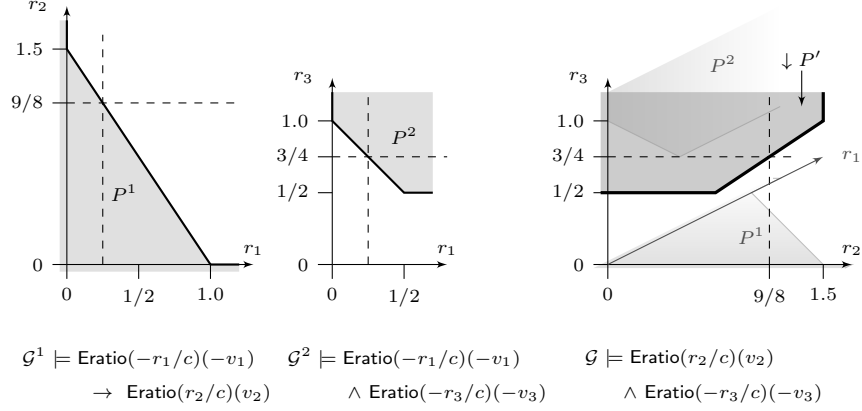 r₂
1.5
9/8
P¹
r₁
0
0
1/2
1.0
r₃
1.0
P²
3/4
1/2
r₁
0
0
1/2
r₃
P²
↓ P′
1.0
3/4
r₁
1/2
P¹
0
r₂
0
9/8
1.5
𝒢¹ ⊨ Eratio(−r₁/c)(−v₁)
→ Eratio(r₂/c)(v₂)
𝒢² ⊨ Eratio(−r₁/c)(−v₁)
∧ Eratio(−r₃/c)(−v₃)
𝒢 ⊨ Eratio(r₂/c)(v₂)
∧ Eratio(−r₃/c)(−v₃)